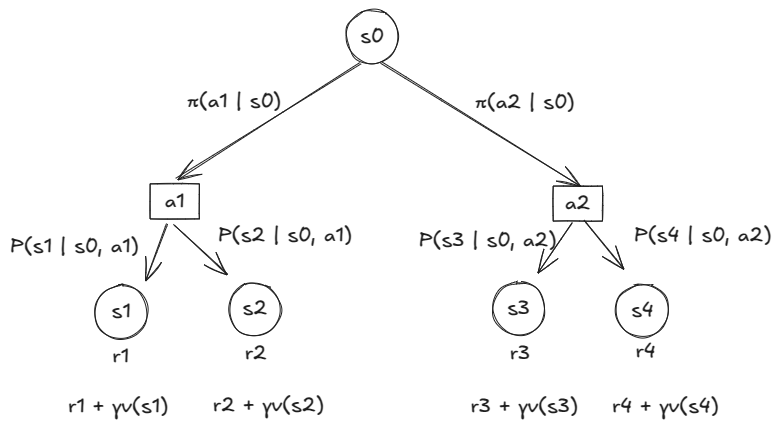 s0
π(a1 | s0)
π(a2 | s0)
a1
a2
P(s1 | s0, a1)
P(s2 | s0, a1)
P(s3 | s0, a2)
P(s4 | s0, a2)
s1
s2
s3
s4
r1
r2
r3
r4
r1 + γv(s1)
r2 + γv(s2)
r3 + γv(s3)
r4 + γv(s4)